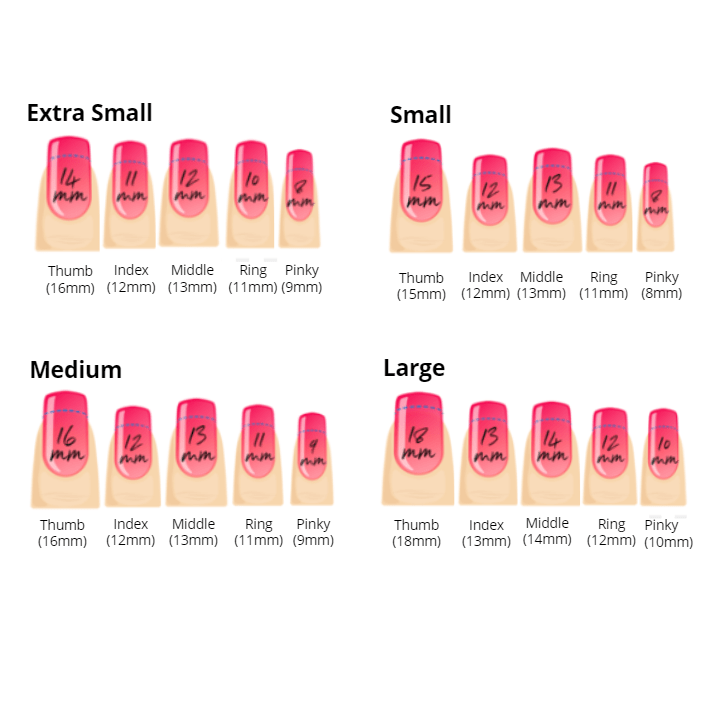 Extra Small
14 mm
11 mm
12 mm
10 mm
8 mm
Thumb (16mm)
Index (12mm)
Middle (13mm)
Ring (11mm)
Pinky (9mm)
Small
15 mm
12 mm
13 mm
11 mm
8 mm
Thumb (15mm)
Index (12mm)
Middle (13mm)
Ring (11mm)
Pinky (8mm)
Medium
16 mm
12 mm
13 mm
11 mm
9 mm
Thumb (16mm)
Index (12mm)
Middle (13mm)
Ring (11mm)
Pinky (9mm)
Large
18 mm
13 mm
14 mm
12 mm
10 mm
Thumb (18mm)
Index (13mm)
Middle (14mm)
Ring (12mm)
Pinky (10mm)